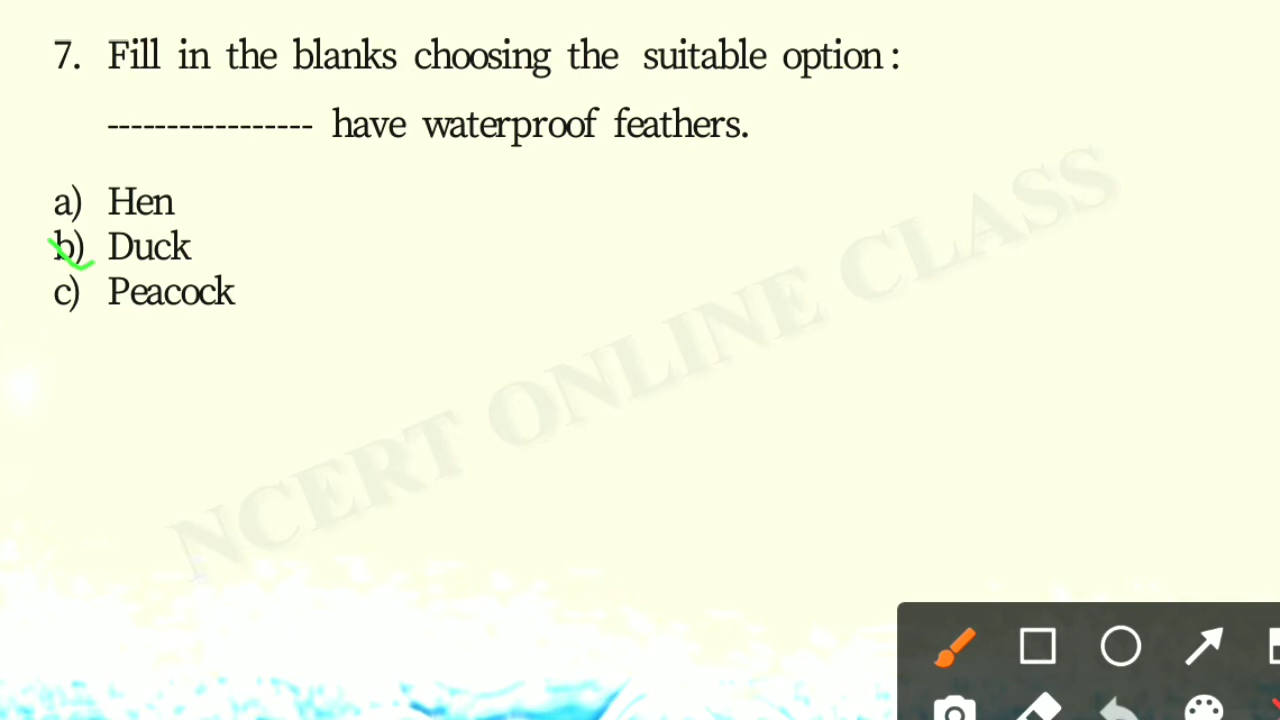 7. Fill in the blanks choosing the suitable option :
----------------- have waterproof feathers.
a) Hen
b) Duck
c) Peacock
NCERT ONLINE CLASS